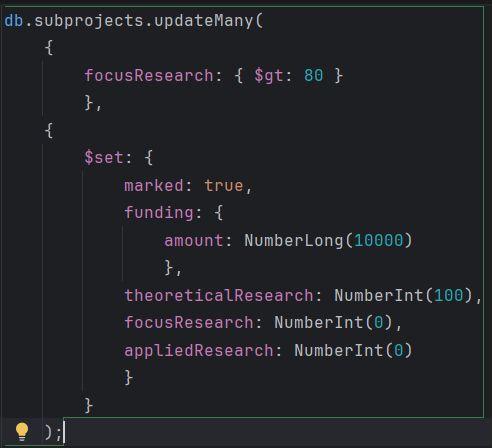 db.subprojects.updateMany(
    {
        focusResearch: { $gt: 80 }
        },
    {
        $set: {
            marked: true,
            funding: {
                amount: NumberLong(10000)
                },
            theoreticalResearch: NumberInt(100),
            focusResearch: NumberInt(0),
            appliedResearch: NumberInt(0)
            }
        }
    );